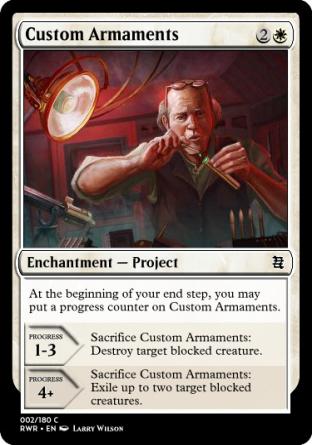 Custom Armaments 2
Enchantment — Project
At the beginning of your end step, you may
put a progress counter on Custom Armaments.
PROGRESS
1-3
Sacrifice Custom Armaments:
Destroy target blocked creature.
PROGRESS
4+
Sacrifice Custom Armaments:
Exile up to two target blocked
creatures.
002/180 C
RWR • EN Larry Wilson